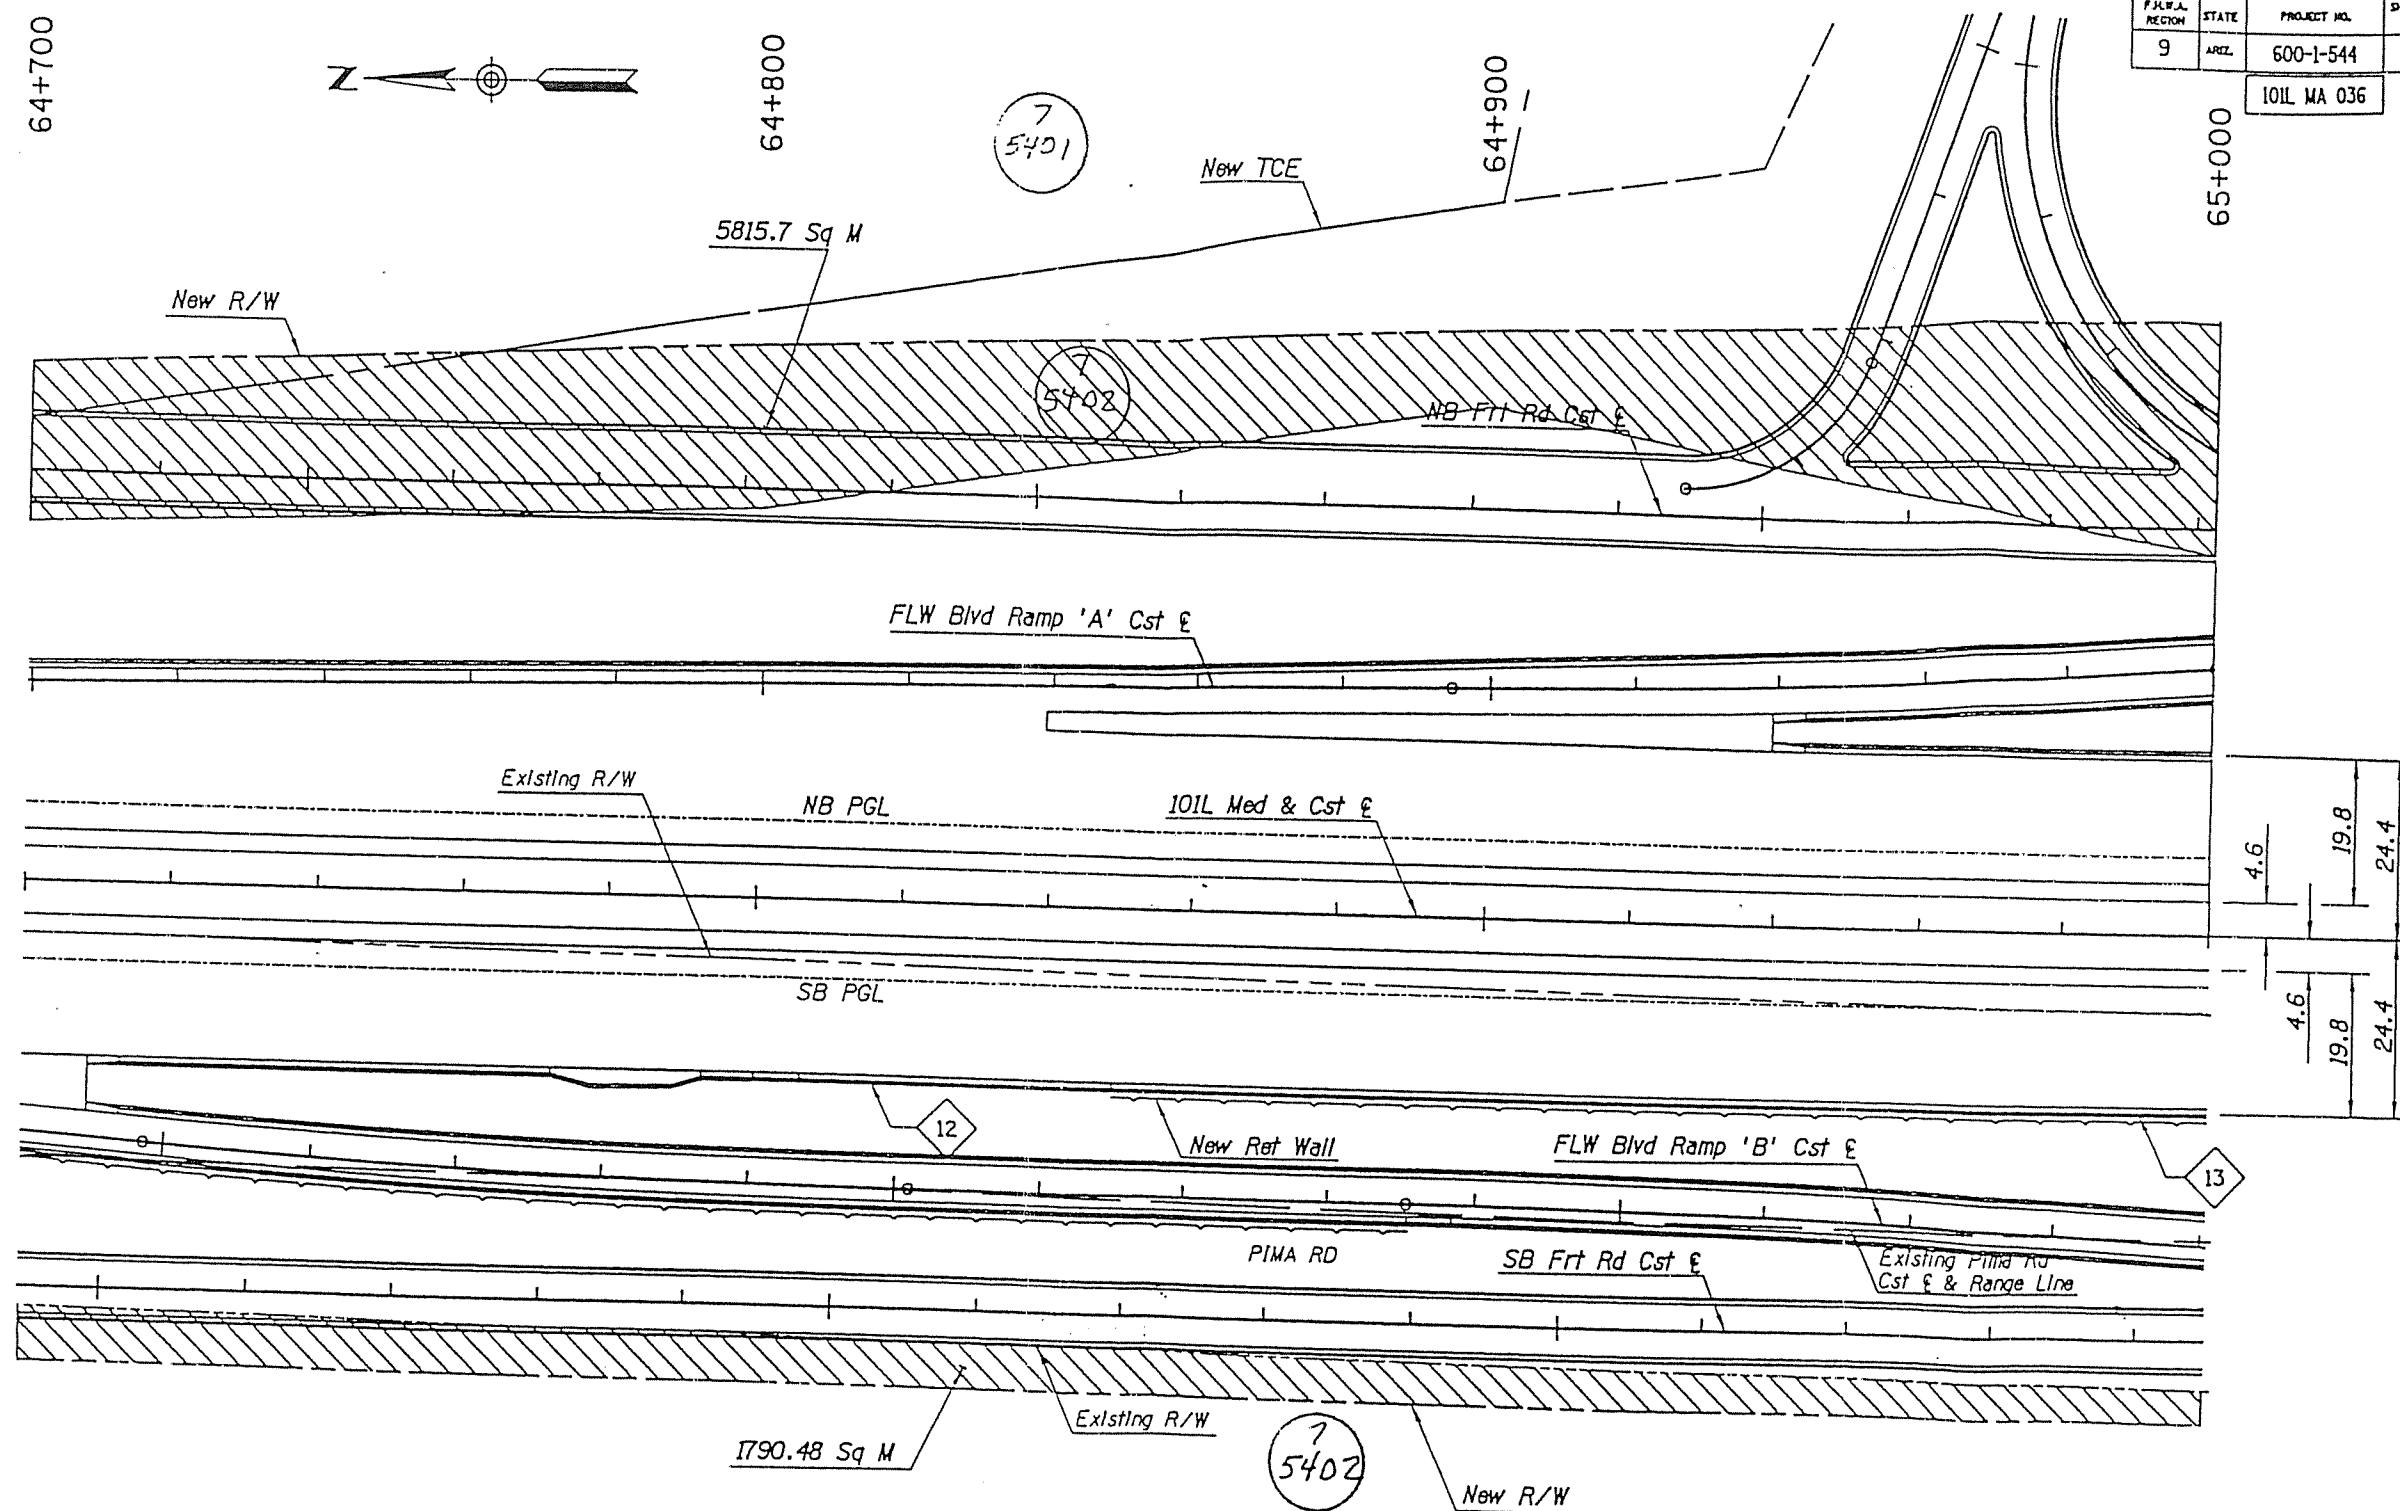 64+700
N
64+800
7
5401
64+900
65+000
F.H.W.A.
REGION
STATE
PROJECT NO.
9
ARIZ.
600-1-544
101L MA 036
New TCE
5815.7 Sq M
New R/W
7
5402
NB Frt Rd Cst ℄
FLW Blvd Ramp 'A' Cst ℄
Existing R/W
NB PGL
101L Med & Cst ℄
SB PGL
4.6
19.8
24.4
4.6
19.8
24.4
12
New Ret Wall
FLW Blvd Ramp 'B' Cst ℄
13
PIMA RD
SB Frt Rd Cst ℄
Existing Pima Rd
Cst ℄ & Range Line
1790.48 Sq M
Existing R/W
7
5402
New R/W